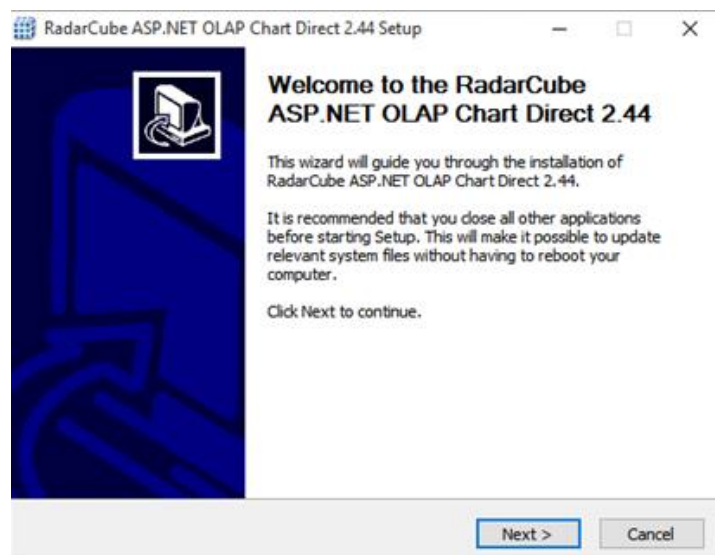 RadarCube ASP.NET OLAP Chart Direct 2.44 Setup
Welcome to the RadarCube
ASP.NET OLAP Chart Direct 2.44
This wizard will guide you through the installation of
RadarCube ASP.NET OLAP Chart Direct 2.44.
It is recommended that you close all other applications
before starting Setup. This will make it possible to update
relevant system files without having to reboot your
computer.
Click Next to continue.
Next >
Cancel